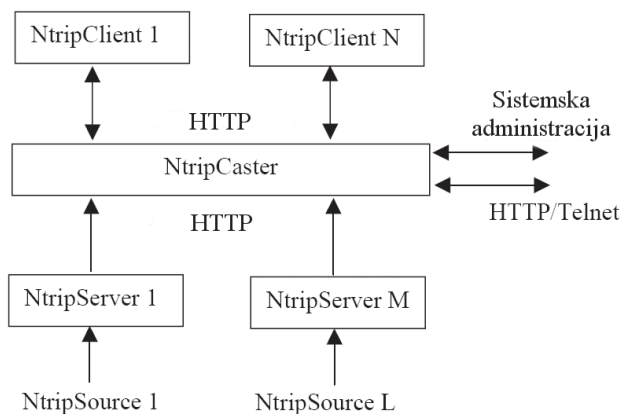 NtripClient 1
NtripClient N
HTTP
Sistemska
administracija
NtripCaster
HTTP
HTTP/Telnet
NtripServer 1
NtripServer M
NtripSource 1
NtripSource L